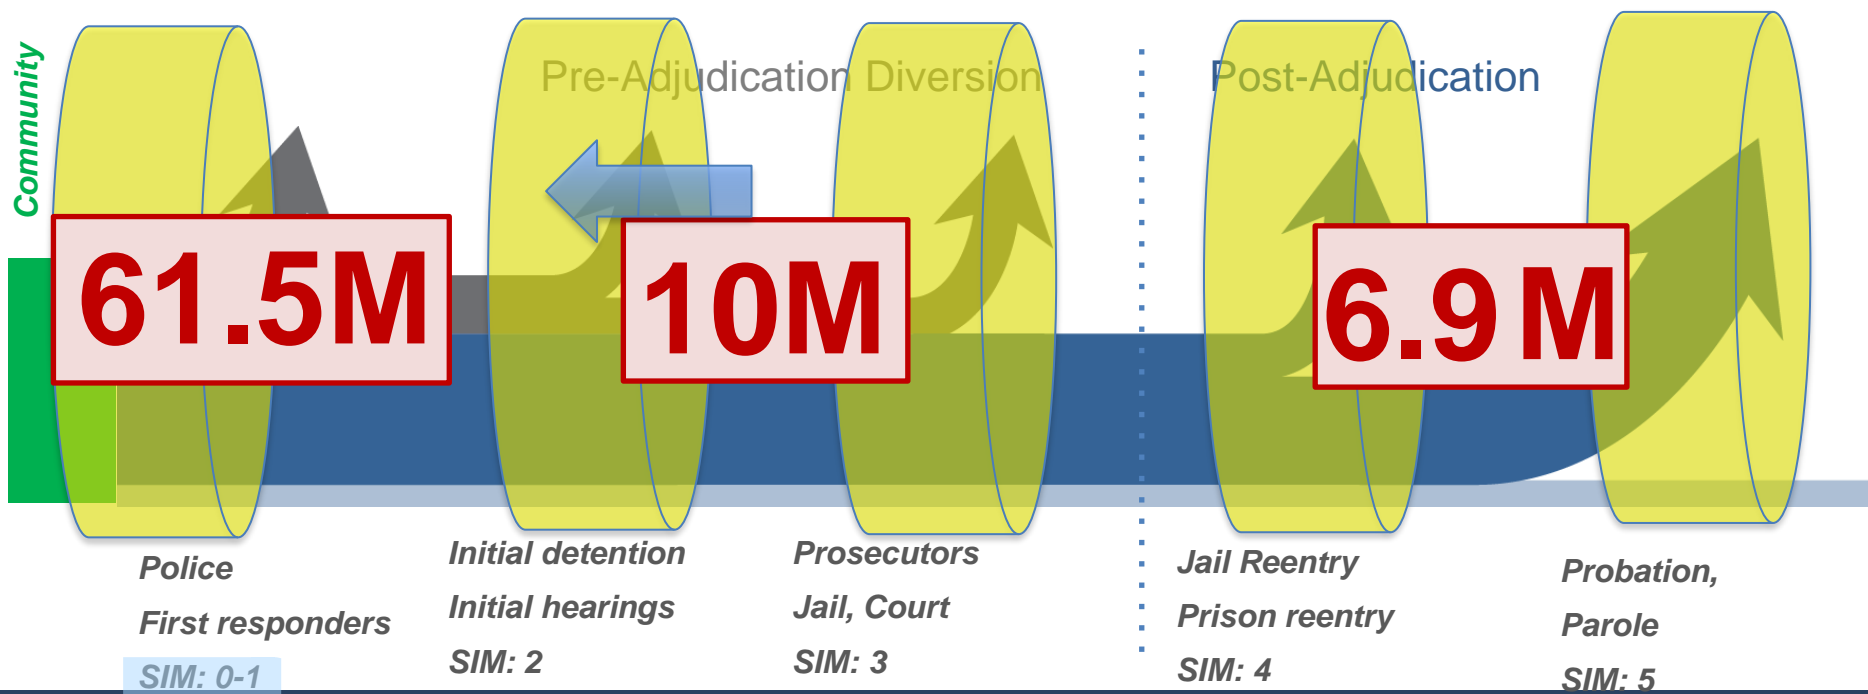 Community
Pre-Adjudication Diversion
Post-Adjudication
61.5M
10M
6.9 M
Police
First responders
SIM: 0-1
Initial detention
Initial hearings
SIM: 2
Prosecutors
Jail, Court
SIM: 3
Jail Reentry
Prison reentry
SIM: 4
Probation,
Parole
SIM: 5